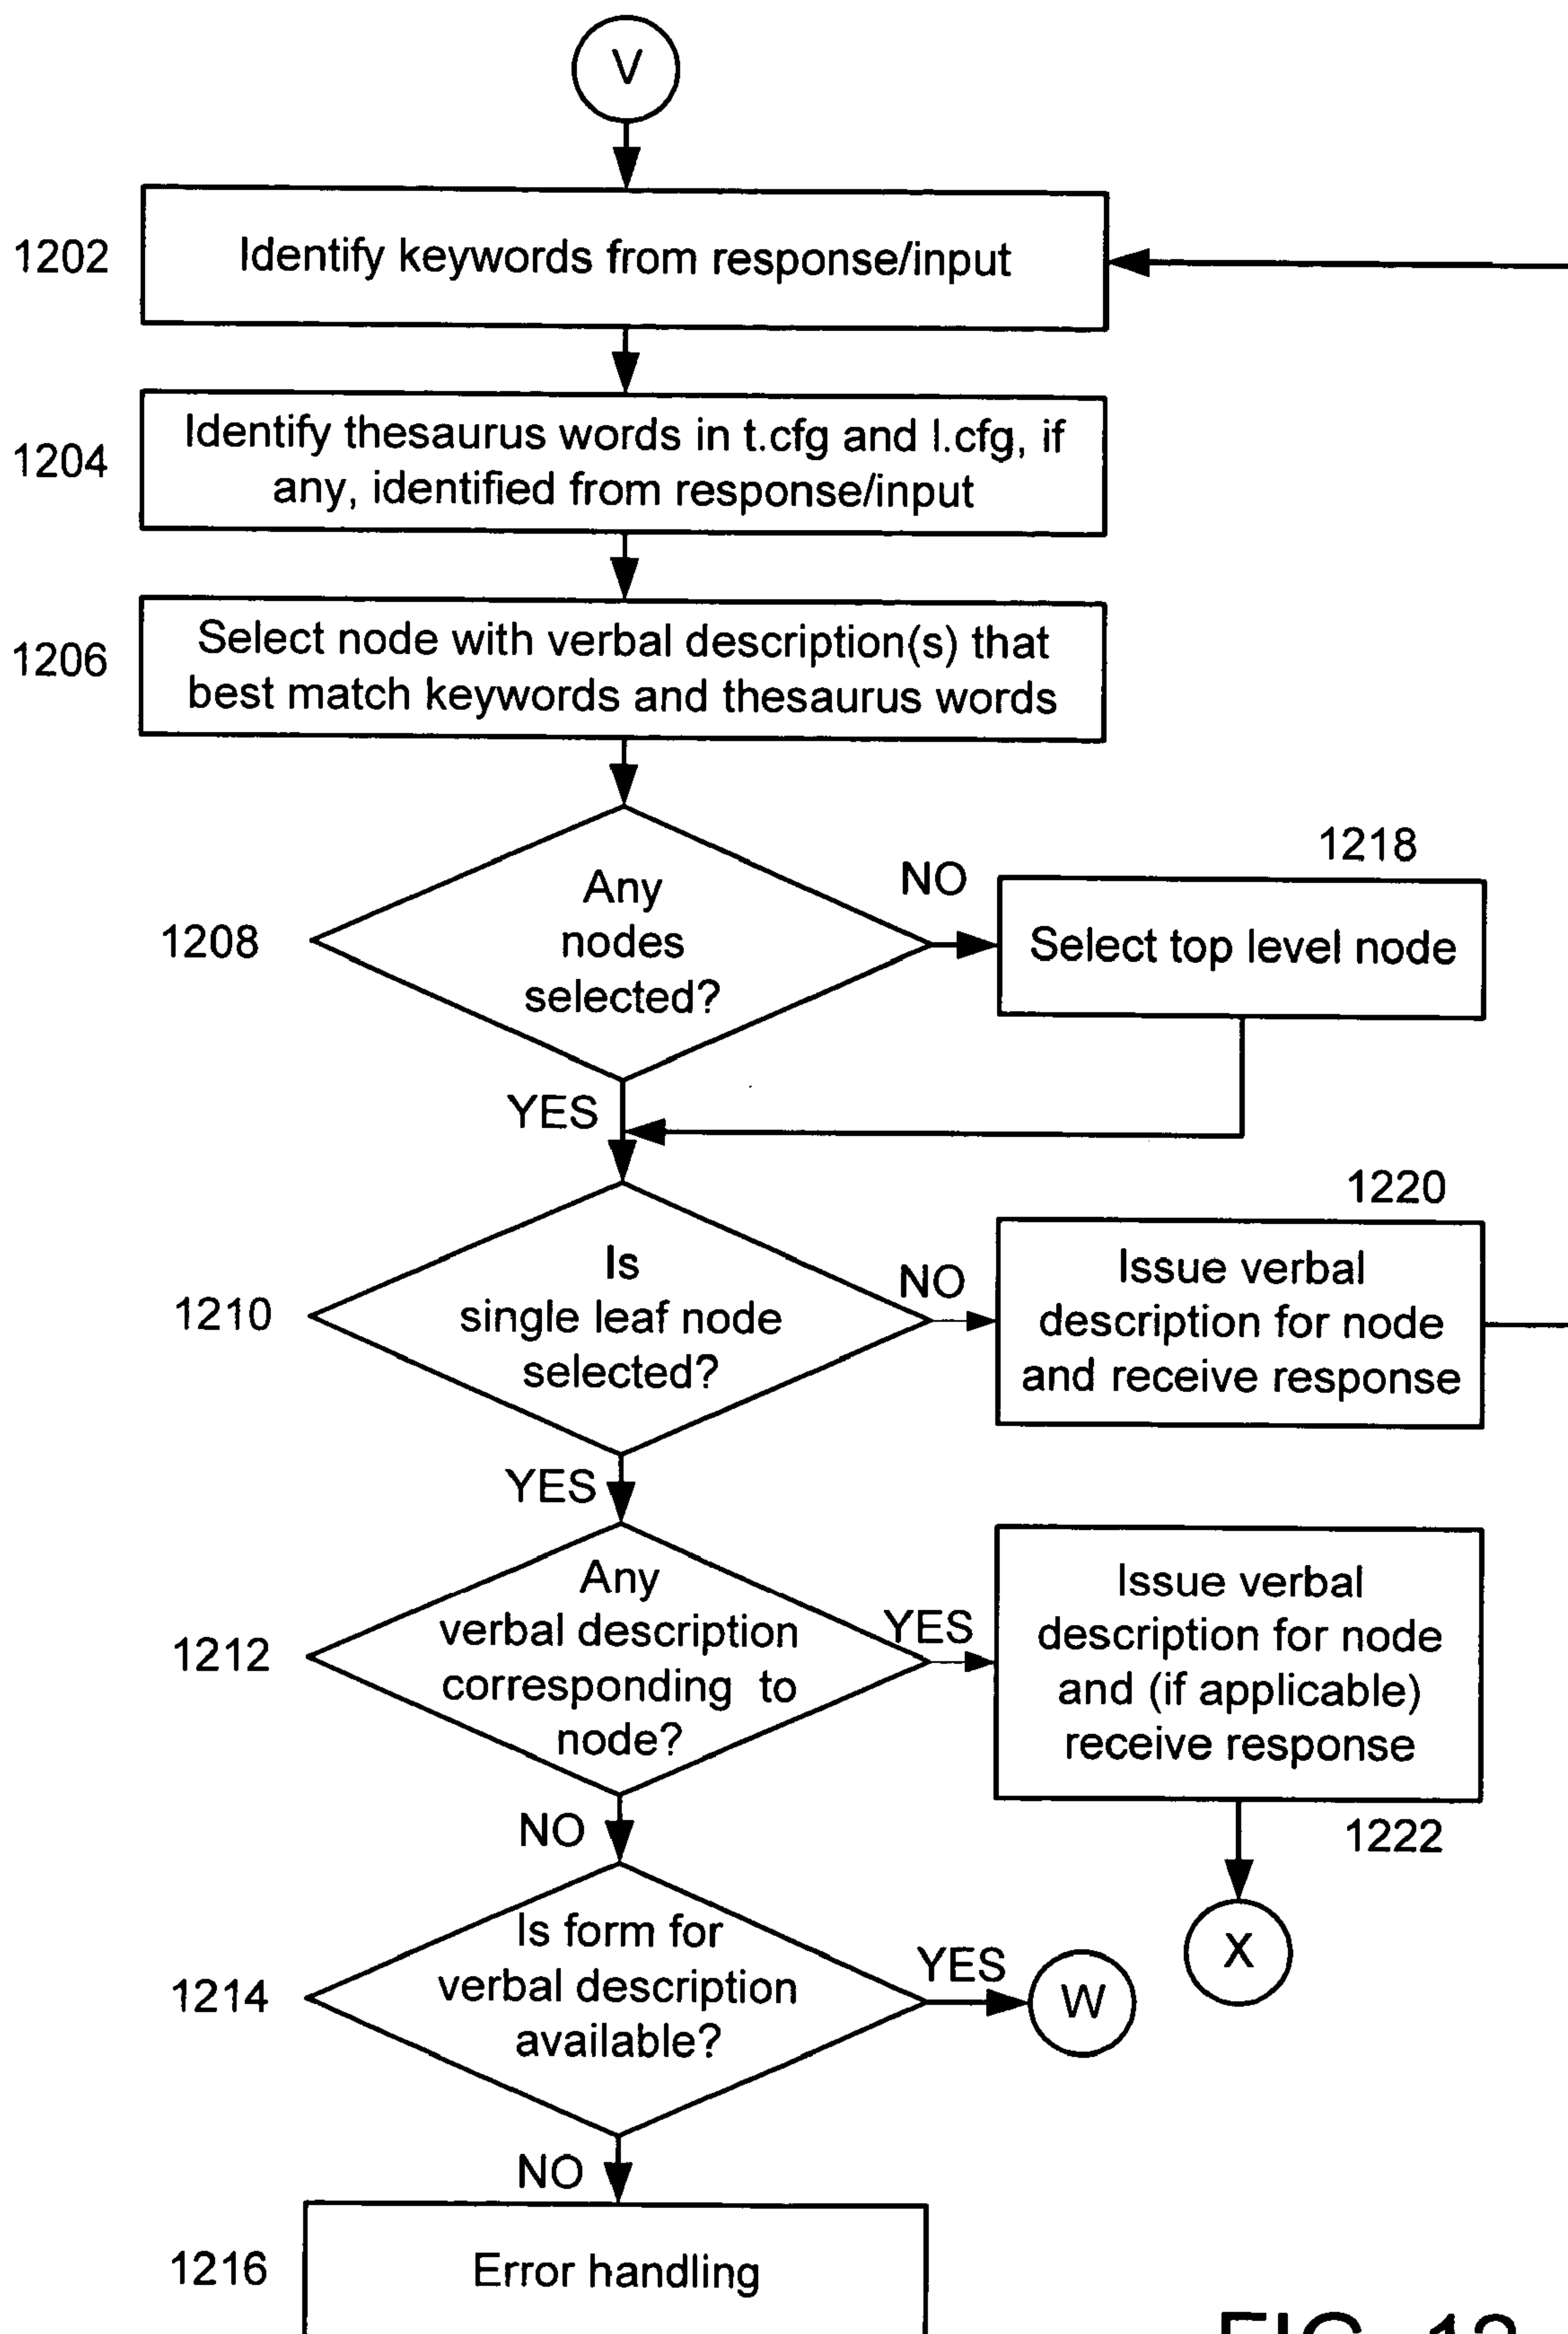 V
1202
Identify keywords from response/input
1204
Identify thesaurus words in t.cfg and l.cfg, if
any, identified from response/input
1206
Select node with verbal description(s) that
best match keywords and thesaurus words
1208
Any
nodes
selected?
NO
1218
Select top level node
YES
1210
Is
single leaf node
selected?
NO
1220
Issue verbal
description for node
and receive response
YES
1212
Any
verbal description
corresponding to
node?
YES
Issue verbal
description for node
and (if applicable)
receive response
1222
X
NO
1214
Is form for
verbal description
available?
YES
W
NO
1216
Error handling
FIG. 12